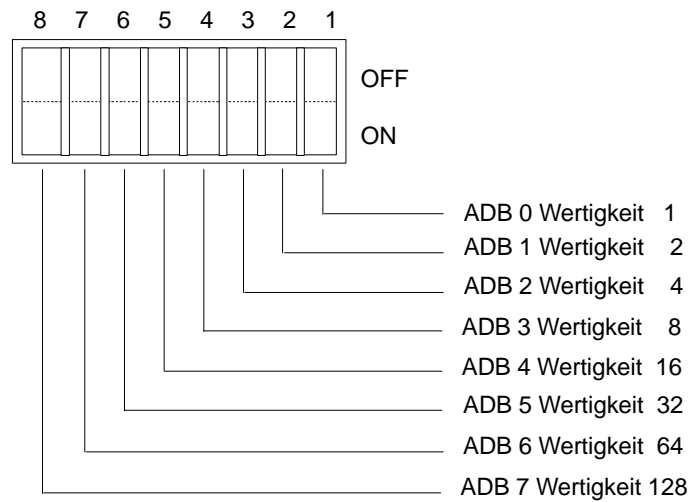 8 7 6 5 4 3 2 1
OFF
ON
ADB 0 Wertigkeit 1
ADB 1 Wertigkeit 2
ADB 2 Wertigkeit 4
ADB 3 Wertigkeit 8
ADB 4 Wertigkeit 16
ADB 5 Wertigkeit 32
ADB 6 Wertigkeit 64
ADB 7 Wertigkeit 128